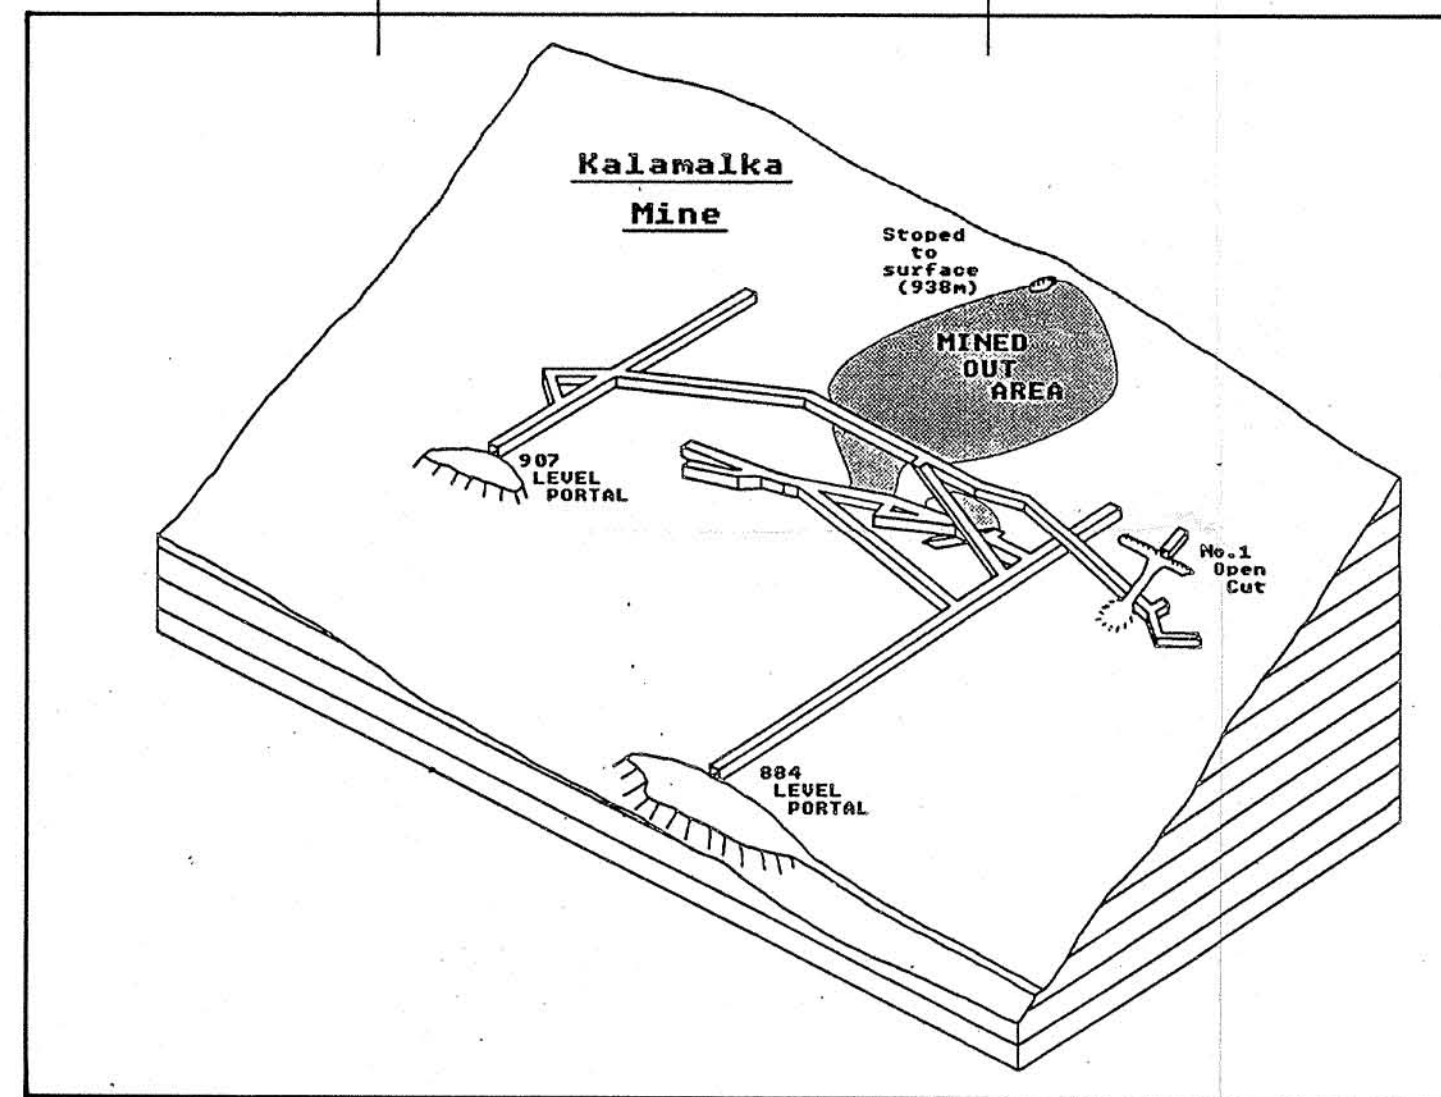 Kalamalka
Mine
Stoped
to
surface
(938m)
MINED
OUT
AREA
907
LEVEL
PORTAL
No.1
Open
Cut
884
LEVEL
PORTAL